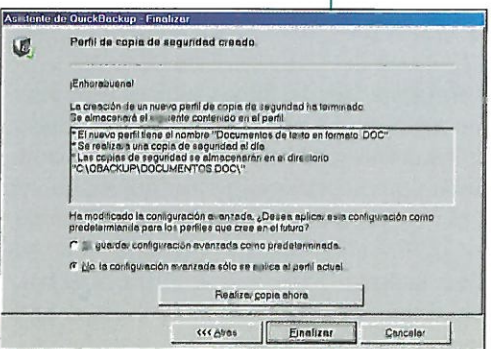 Asistente de QuickBackup - Finalizar
Perfil de copia de seguridad creado
¡Enhorabuena!
La creación de un nuevo perfil de copia de seguridad ha terminado.
Se almacenará el siguiente contenido en el perfil
* El nuevo perfil tiene el nombre "Documentos de texto en formato .DOC"
* Se realizara una copia de seguridad al día
* Las copias de seguridad se almacenarán en el directorio
"C:\QBACKUP\DOCUMENTOS DOC\"
Ha modificado la configuración avanzada, ¿Desea aplicar esta configuración como
predeterminada para los perfiles que cree en el futuro?
guardar configuración avanzada como predeterminada.
No, la configuración avanzada sólo se aplica al perfil actual.
Realizar copia ahora
<<< Atrás Finalizar Cancelar